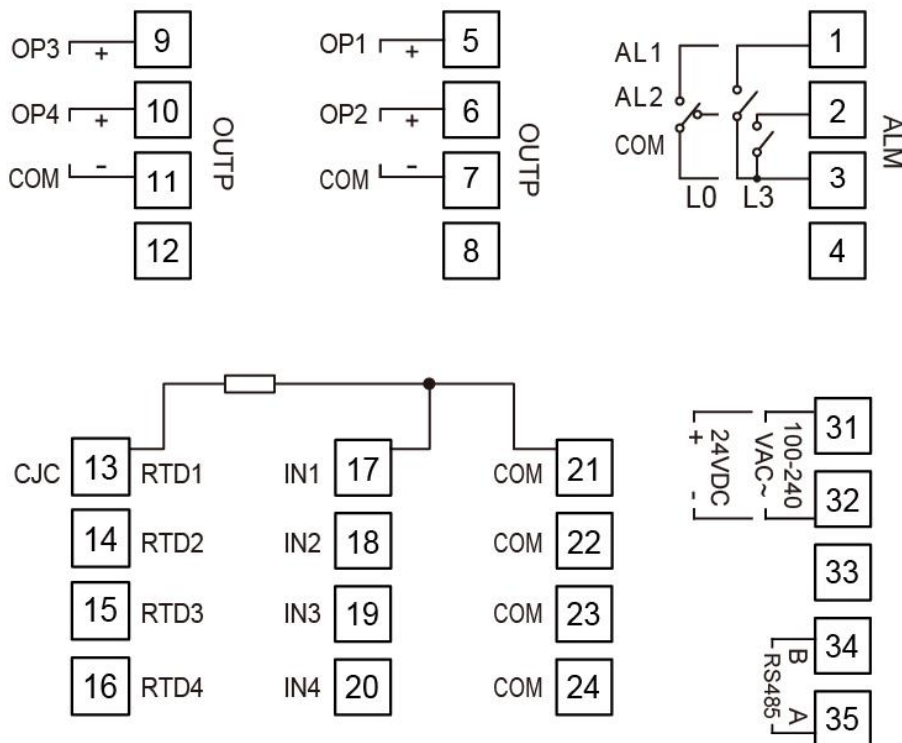 OP3 + 9
OP4 + 10
COM - 11
12
OUTP
OP1 + 5
OP2 + 6
COM - 7
8
OUTP
AL1 1
AL2 2
COM 3
L0 L3
4
ALM
CJC 13 RTD1 IN1 17 COM 21
14 RTD2 IN2 18 COM 22
15 RTD3 IN3 19 COM 23
16 RTD4 IN4 20 COM 24
+ -
24VDC
100-240
VAC~
31
32
33
34
35
B A
RS485